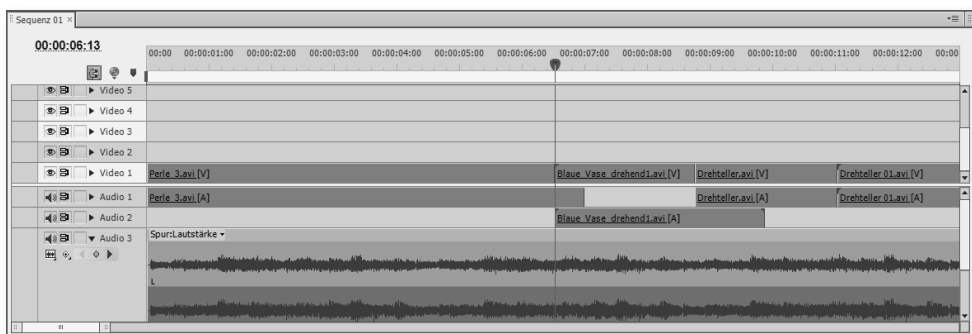 Sequenz 01 ×
00:00:06:13
00:00 00:00:01:00 00:00:02:00 00:00:03:00 00:00:04:00 00:00:05:00 00:00:06:00 00:00:07:00 00:00:08:00 00:00:09:00 00:00:10:00 00:00:11:00 00:00:12:00 00:00
Video 5
Video 4
Video 3
Video 2
Video 1 Perle_3.avi [V] Blaue_Vase_drehend1.avi [V] Drehteller.avi [V] Drehteller 01.avi [V]
Audio 1 Perle_3.avi [A] Drehteller.avi [A] Drehteller 01.avi [A]
Audio 2 Blaue_Vase_drehend1.avi [A]
Audio 3 Spur:Lautstärke
L